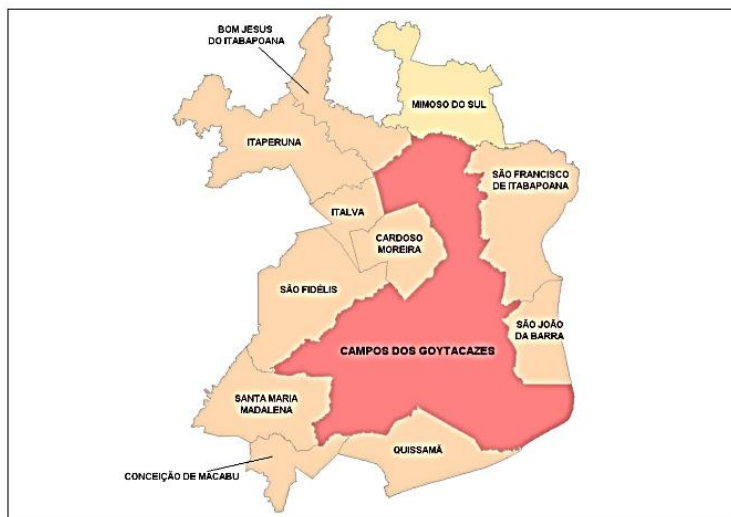 BOM JESUS
DO ITABAPOANA
MIMOSO DO SUL
ITAPERUNA
SÃO FRANCISCO
DE ITABAPOANA
ITALVA
CARDOSO
MOREIRA
SÃO FIDÉLIS
SÃO JOÃO
DA BARRA
CAMPOS DOS GOYTACAZES
SANTA MARIA
MADALENA
QUISSAMÃ
CONCEIÇÃO DE MACABU